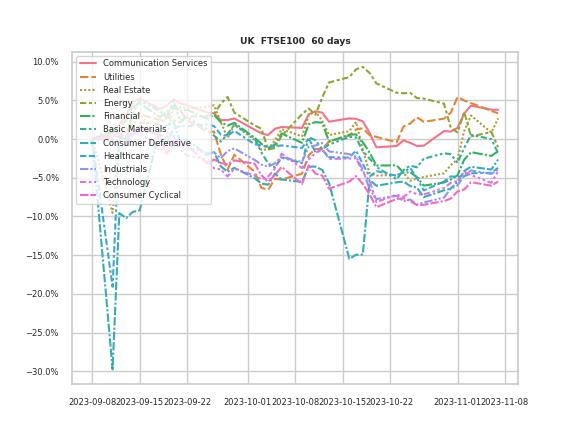 UK FTSE100 60 days
10.0%
5.0%
0.0%
−5.0%
−10.0%
−15.0%
−20.0%
−25.0%
−30.0%
Communication Services
Utilities
Real Estate
Energy
Financial
Basic Materials
Consumer Defensive
Healthcare
Industrials
Technology
Consumer Cyclical
2023-09-08 2023-09-15 2023-09-22 2023-10-01 2023-10-08 2023-10-15 2023-10-22 2023-11-01 2023-11-08